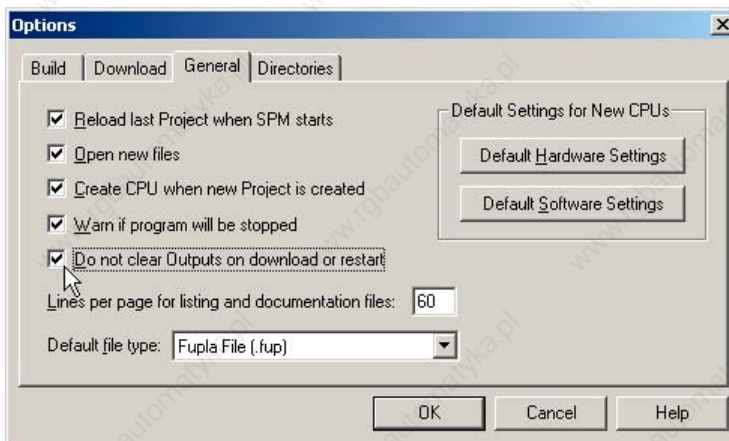 Options
Build Download General Directories
Reload last Project when SPM starts
Open new files
Create CPU when new Project is created
Warn if program will be stopped
Do not clear Outputs on download or restart
Lines per page for listing and documentation files: 60
Default file type: Fupla File (.fup)
Default Settings for New CPUs
Default Hardware Settings
Default Software Settings
OK Cancel Help
www.rgbautomatyka.pl